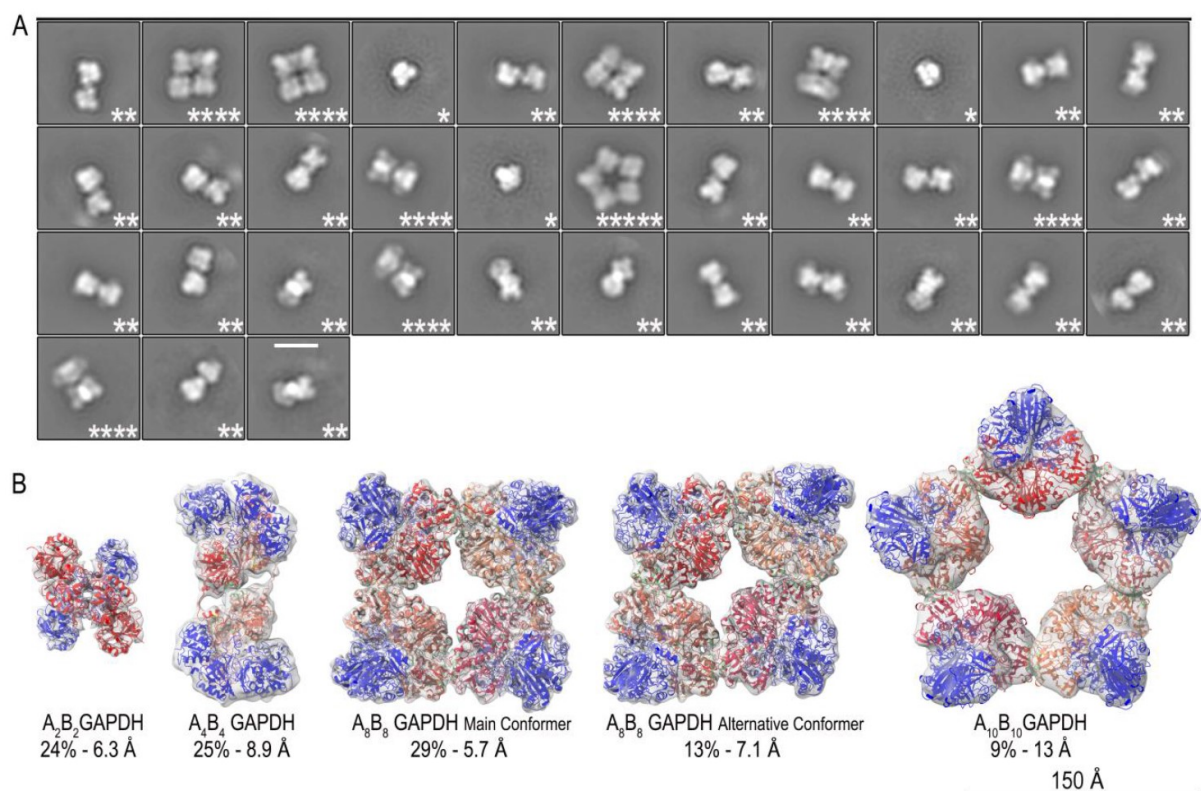 A
** **** **** * ** **** ** **** * ** **
** ** ** **** * ***** ** ** ** **** **
** ** ** **** ** ** ** ** ** ** **
**** ** **
B
A2B2GAPDH
24% - 6.3 Å
A4B4 GAPDH
25% - 8.9 Å
A8B8 GAPDH Main Conformer
29% - 5.7 Å
A8B8 GAPDH Alternative Conformer
13% - 7.1 Å
A10B10GAPDH
9% - 13 Å
150 Å